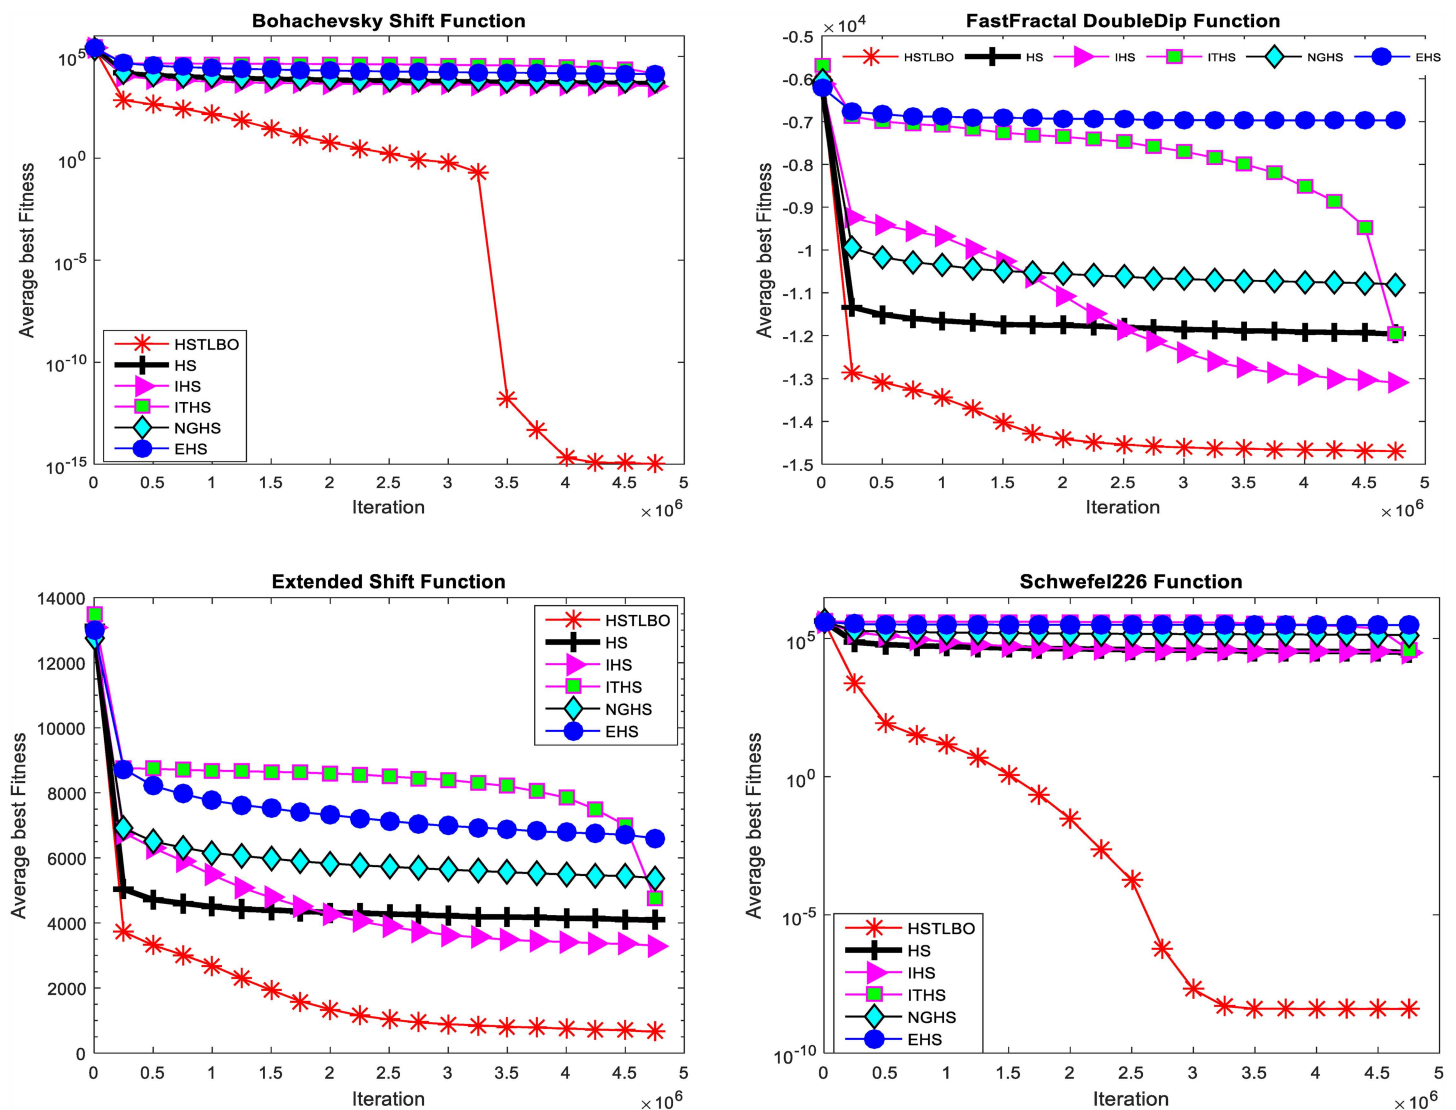 Bohachevsky Shift Function
10^5
10^0
10^-5
10^-10
10^-15
Average best Fitness
HSTLBO
HS
IHS
ITHS
NGHS
EHS
0 0.5 1 1.5 2 2.5 3 3.5 4 4.5 5
Iteration
×10^6
FastFractal DoubleDip Function
×10^4
HSTLBO HS IHS ITHS NGHS EHS
-0.5
-0.6
-0.7
-0.8
-0.9
-1
-1.1
-1.2
-1.3
-1.4
-1.5
Average best Fitness
0 0.5 1 1.5 2 2.5 3 3.5 4 4.5 5
Iteration
×10^6
Extended Shift Function
14000
12000
10000
8000
6000
4000
2000
0
Average best Fitness
HSTLBO
HS
IHS
ITHS
NGHS
EHS
0 0.5 1 1.5 2 2.5 3 3.5 4 4.5 5
Iteration
×10^6
Schwefel226 Function
10^5
10^0
10^-5
10^-10
Average best Fitness
HSTLBO
HS
IHS
ITHS
NGHS
EHS
0 0.5 1 1.5 2 2.5 3 3.5 4 4.5 5
Iteration
×10^6